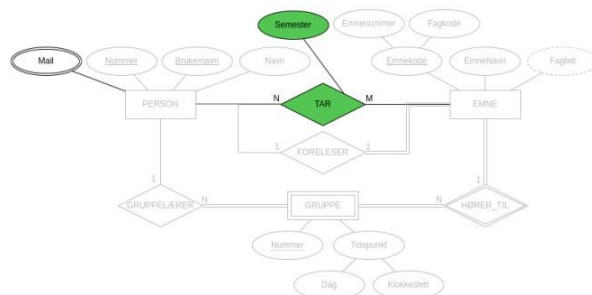 Semester
Emnenummer
Fagkode
Mail
Nummer
Brukernavn
Navn
Emnekode
EmneNavn
Fagfelt
PERSON
N
TAR
M
EMNE
1
FORELESER
1
1
1
GRUPPELÆRER
N
GRUPPE
N
HØRER_TIL
Nummer
Tidspunkt
Dag
Klokkeslett